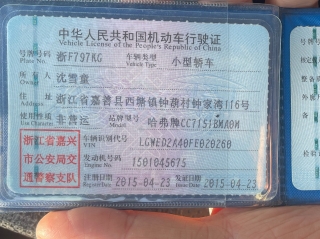 中华人民共和国机动车行驶证
Vehicle License of the People's Republic of China
号牌号码 浙F797KG 车辆类型 小型轿车
Plate No. Vehicle Type
所有人 沈雪童
Owner
住址 浙江省嘉善县西塘镇钟葫村钟家湾116号
Address
使用性质 非营运 品牌型号 哈弗牌CC7151BMA0M
浙江省嘉兴市公安局交通警察支队
车辆识别代号 LGWED2A40FE020260
VIN
发动机号码 1501045675
Engine No.
注册日期 2015-04-23 发证日期 2015-04-23
Register Date Issue Date